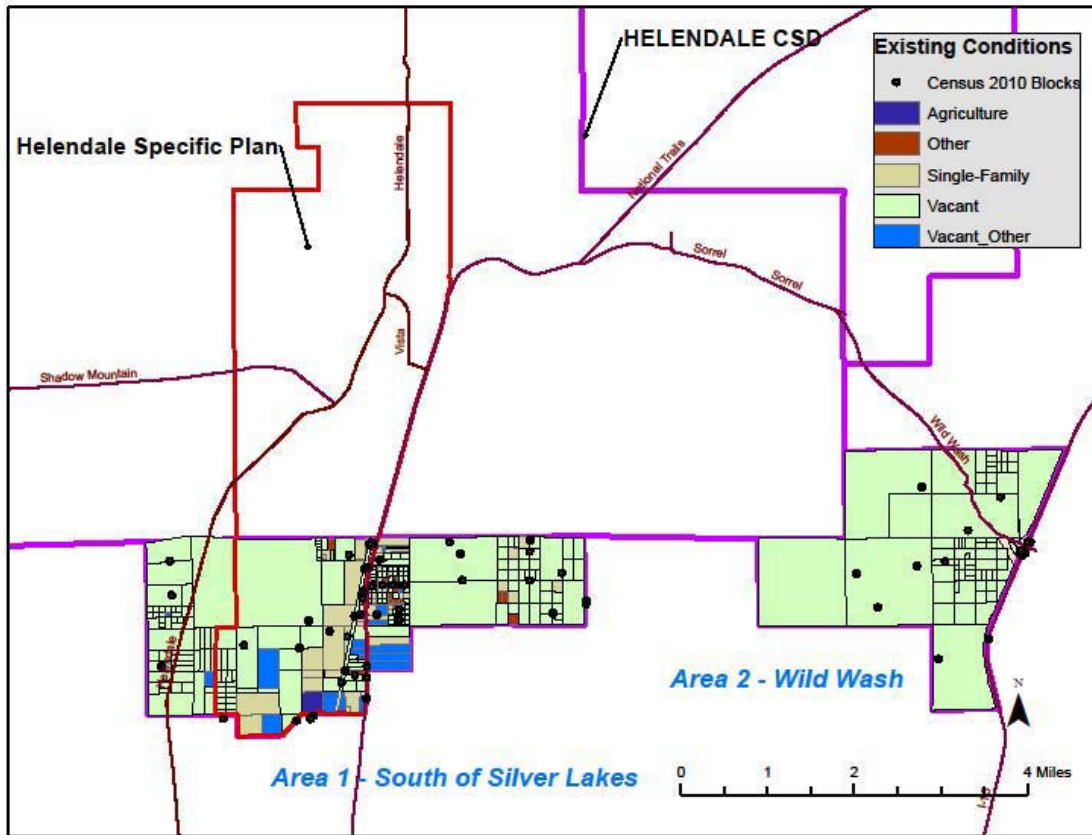 HELENDALE CSD
Existing Conditions
Census 2010 Blocks
Agriculture
Other
Single-Family
Vacant
Vacant_Other
Helendale Specific Plan
Helendale
National Trails
Sorrel
Sorrel
Vista
Shadow Mountain
Wild Wash
Helendale
Area 2 - Wild Wash
N
Area 1 - South of Silver Lakes
0 1 2 4 Miles
I-15